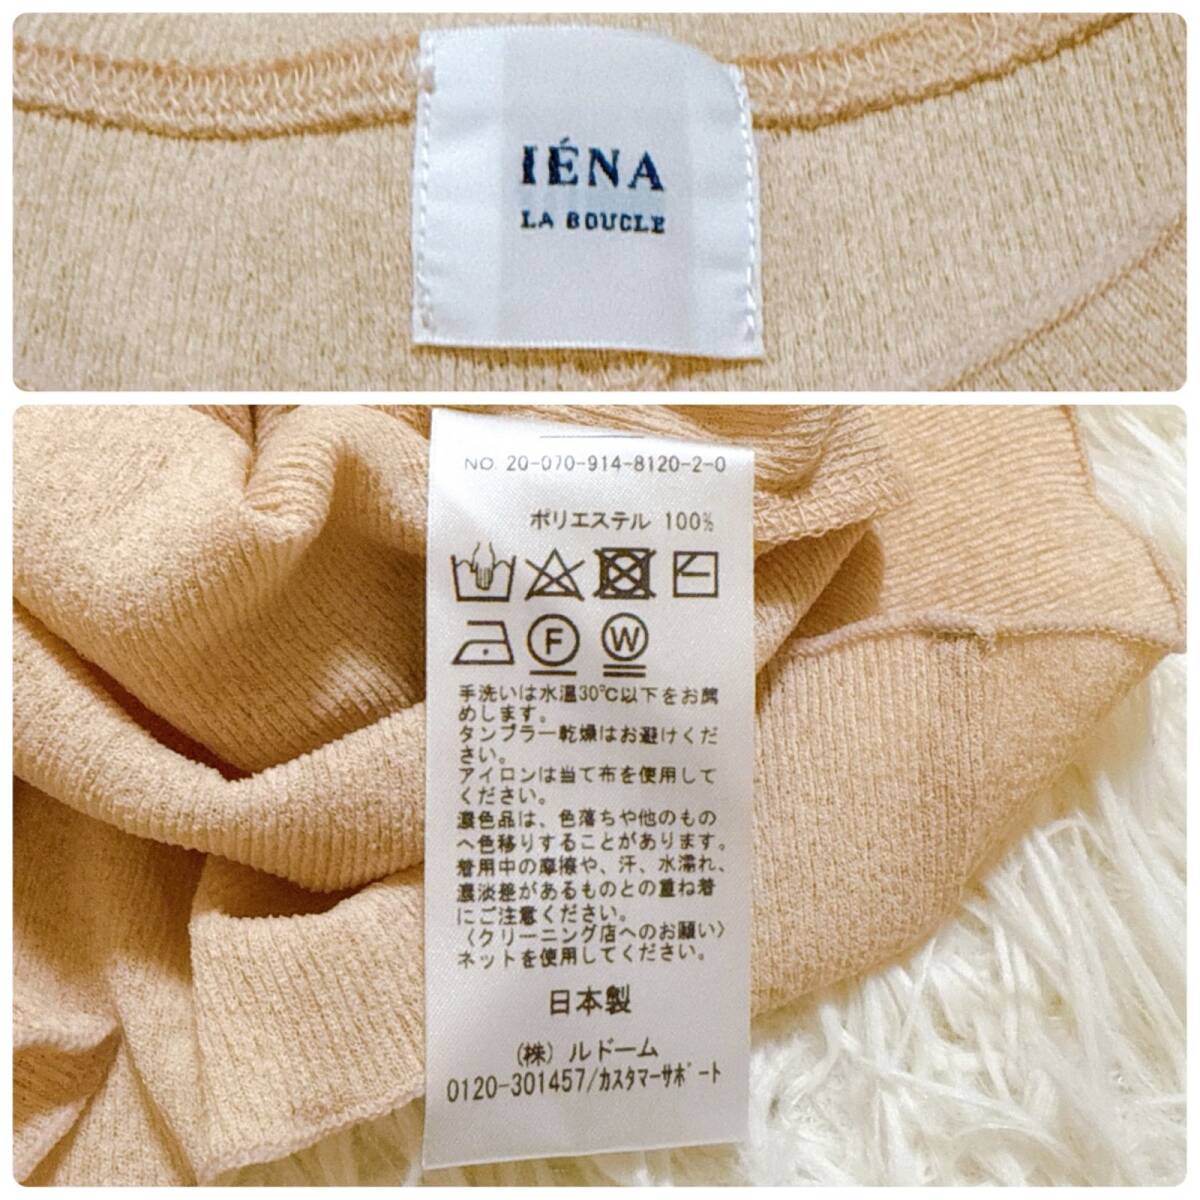 IÉNA
LA BOUCLE
NO. 20-070-914-8120-2-0
ポリエステル 100%
F
W
手洗いは水温30℃以下をお薦
めします。
タンブラー乾燥はお避けくだ
さい。
アイロンは当て布を使用して
ください。
濃色品は、色落ちや他のもの
へ色移りすることがあります。
着用中の摩擦や、汗、水濡れ、
濃淡差があるものとの重ね着
にご注意ください。
〈クリーニング店へのお願い〉
ネットを使用してください。
日本製
(株) ルドーム
0120-301457/ｶｽﾀﾏｰｻﾎﾟｰﾄ